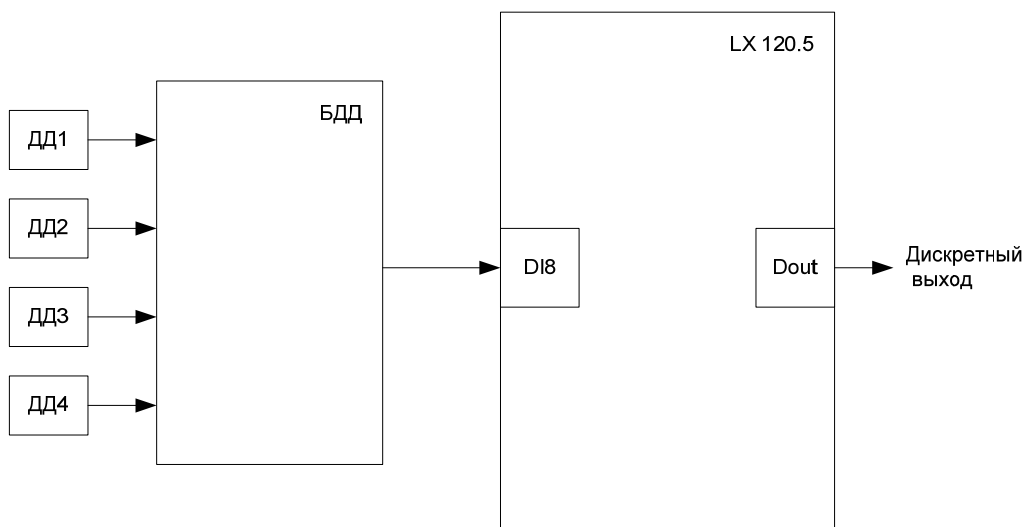 LX 120.5
БДД
ДД1
ДД2
ДД3
ДД4
DI8
Dout
Дискретный
выход